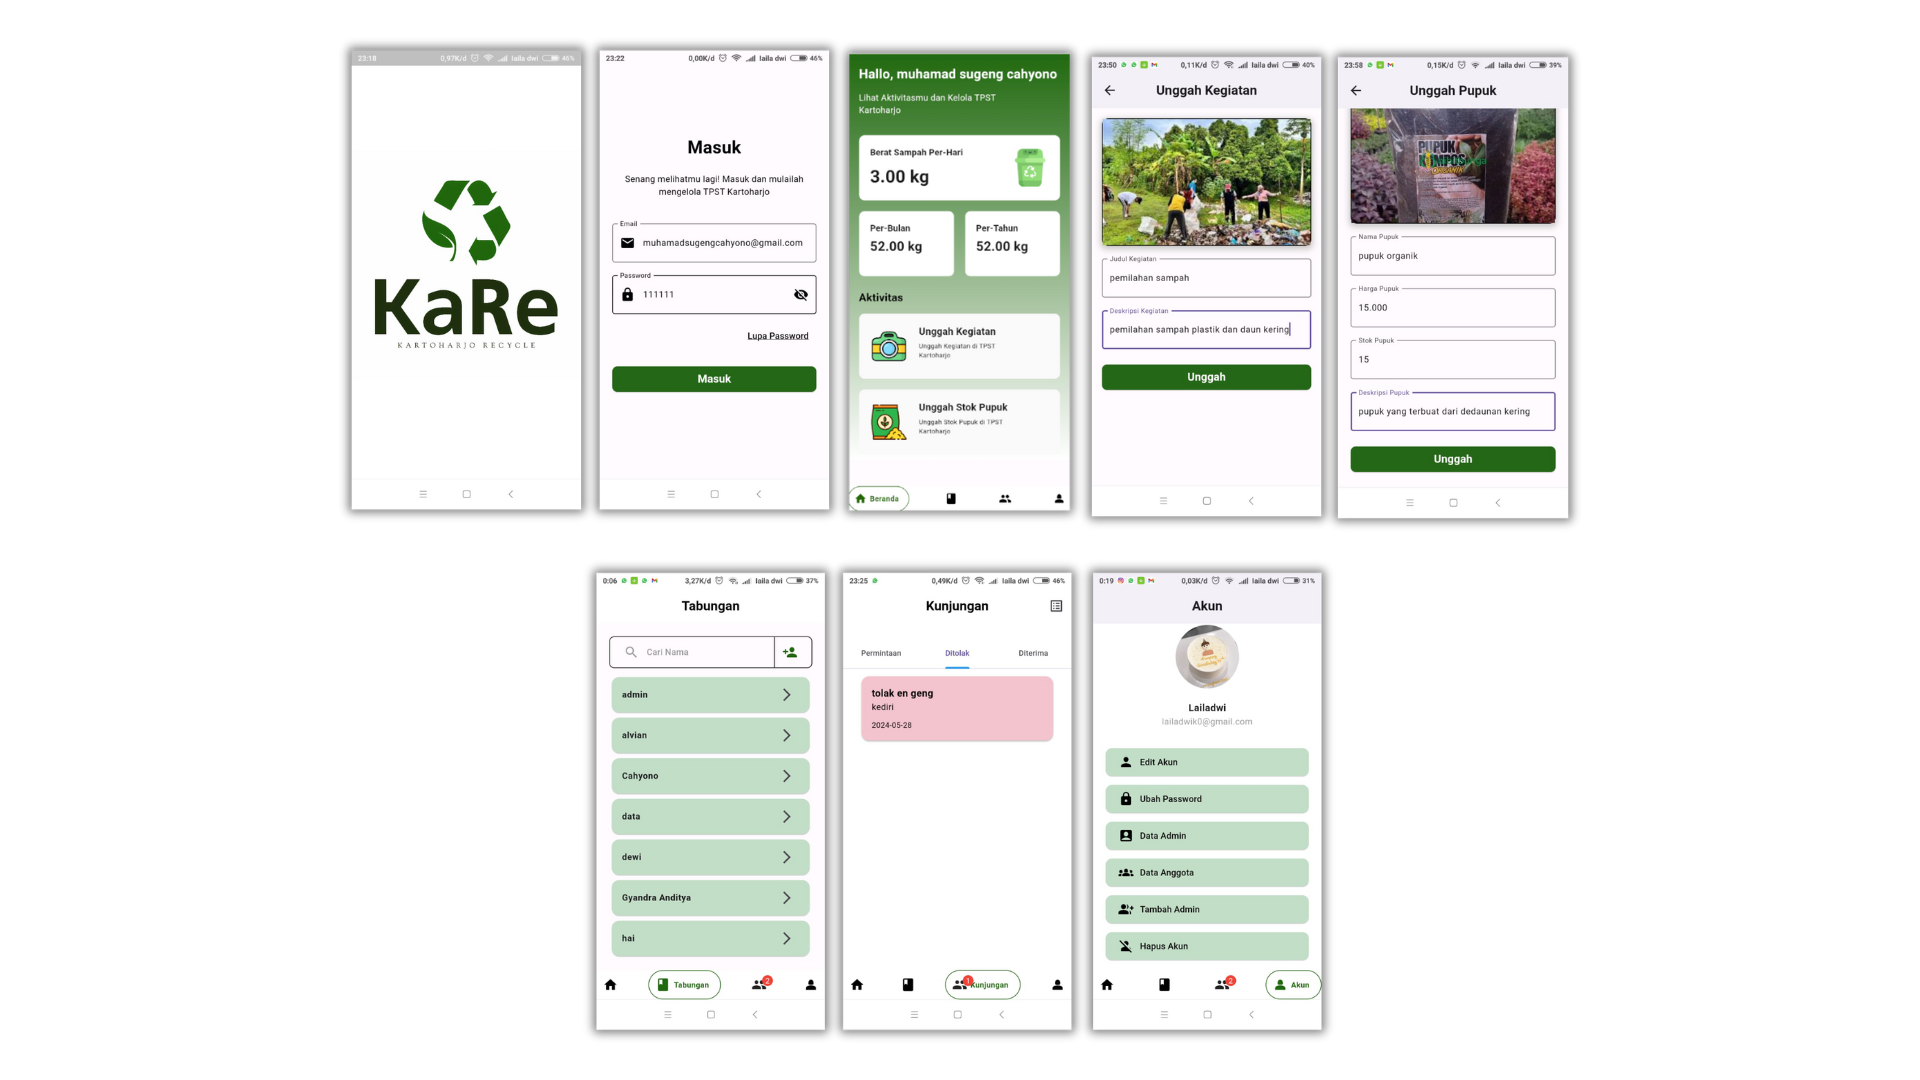 23:18 0,97K/d laila dwi 46%
KaRe
KARTOHARJO RECYCLE
23:22 0,00K/d laila dwi 46%
Masuk
Senang melihatmu lagi! Masuk dan mulailah
mengelola TPST Kartoharjo
Email
muhamadsugengcahyono@gmail.com
Password
111111
Lupa Password
Masuk
Hallo, muhamad sugeng cahyono
Lihat Aktivitasmu dan Kelola TPST
Kartoharjo
Berat Sampah Per-Hari
3.00 kg
Per-Bulan
52.00 kg
Per-Tahun
52.00 kg
Aktivitas
Unggah Kegiatan
Unggah Kegiatan di TPST
Kartoharjo
Unggah Stok Pupuk
Unggah Stok Pupuk di TPST
Kartoharjo
Beranda
23:50 0,11K/d laila dwi 40%
Unggah Kegiatan
Judul Kegiatan
pemilahan sampah
Deskripsi Kegiatan
pemilahan sampah plastik dan daun kering
Unggah
23:58 0,15K/d laila dwi 39%
Unggah Pupuk
PUPUK
KOMPOS
ORGANIK
Nama Pupuk
pupuk organik
Harga Pupuk
15.000
Stok Pupuk
15
Deskripsi Pupuk
pupuk yang terbuat dari dedaunan kering
Unggah
0:06 3,27K/d laila dwi 37%
Tabungan
Cari Nama
admin
alvian
Cahyono
data
dewi
Gyandra Anditya
hai
Tabungan 2
23:25 0,49K/d laila dwi 46%
Kunjungan
Permintaan Ditolak Diterima
tolak en geng
kediri
2024-05-28
1 Kunjungan
0:19 0,03K/d laila dwi 31%
Akun
Lailadwi
lailadwik0@gmail.com
Edit Akun
Ubah Password
Data Admin
Data Anggota
Tambah Admin
Hapus Akun
2 Akun